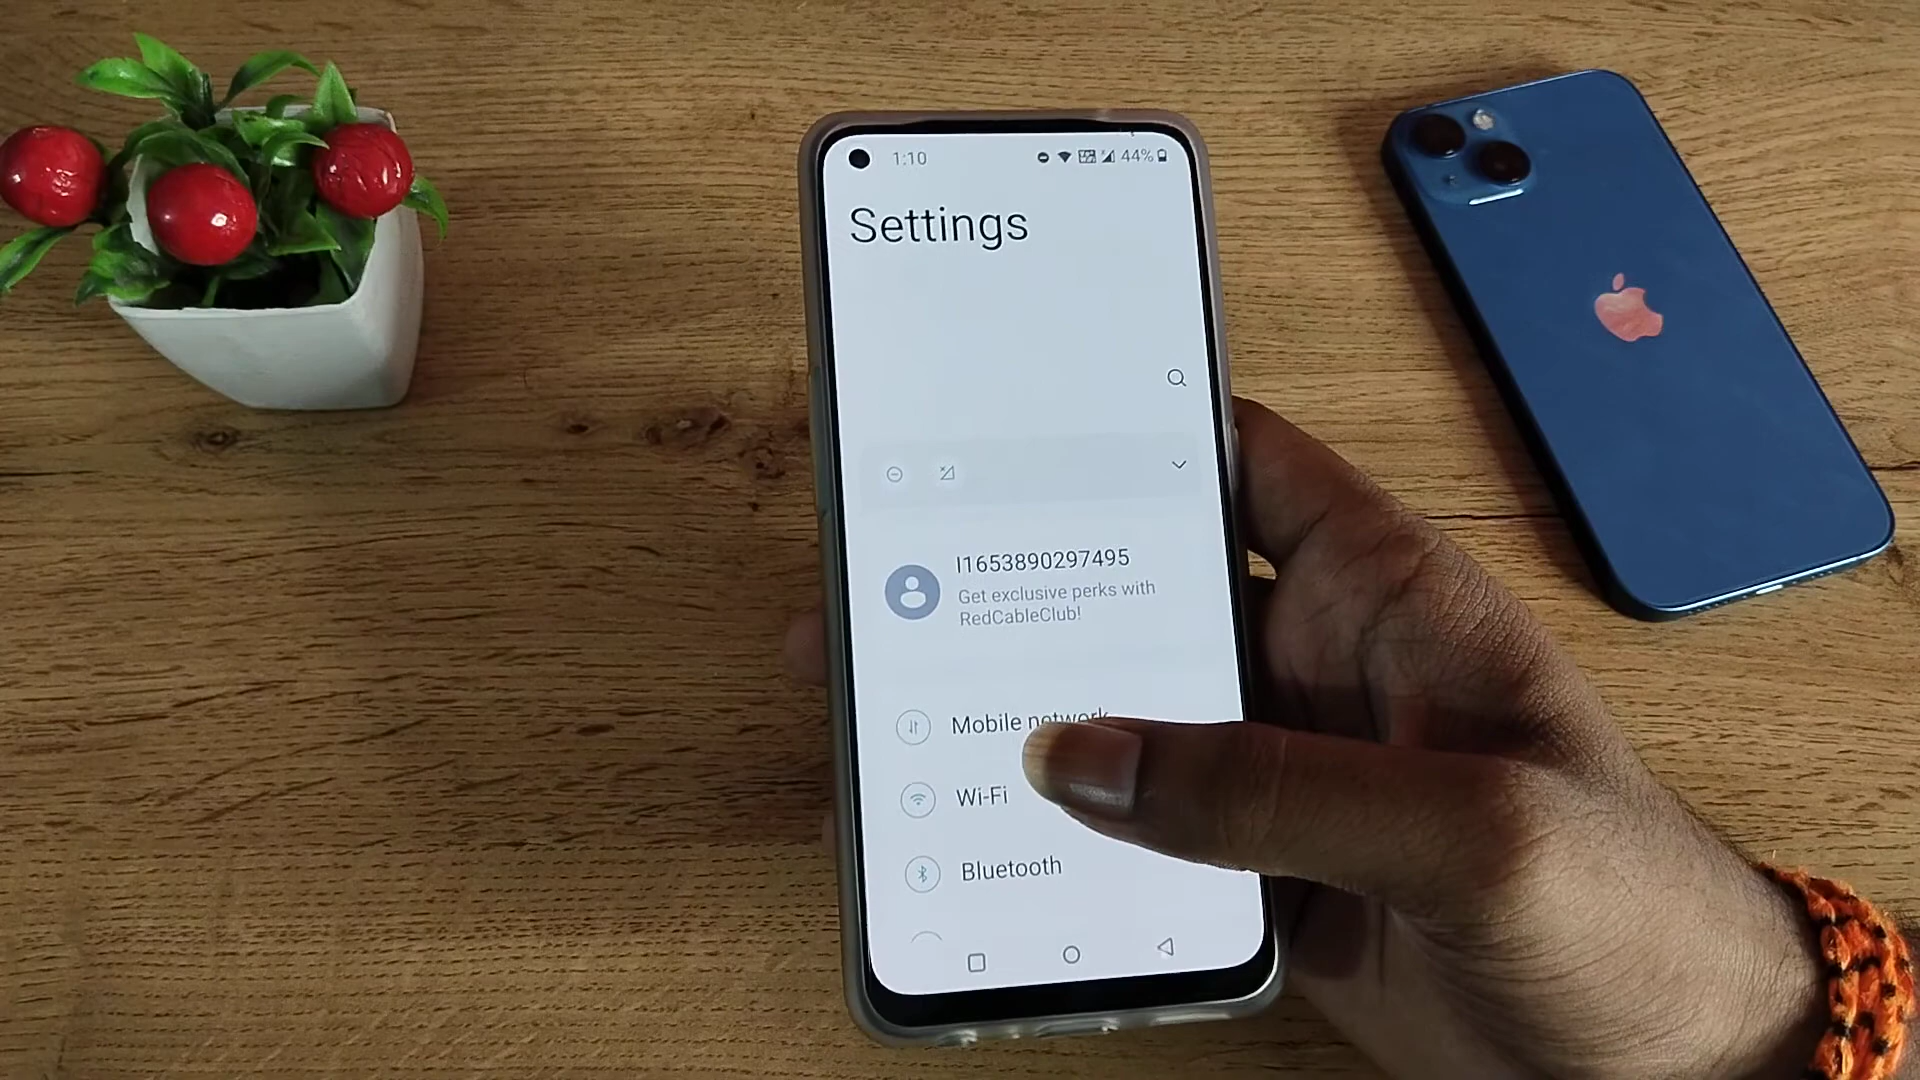 1:10
44%
Settings
I1653890297495
Get exclusive perks with
RedCableClub!
Mobile network
Wi-Fi
Bluetooth